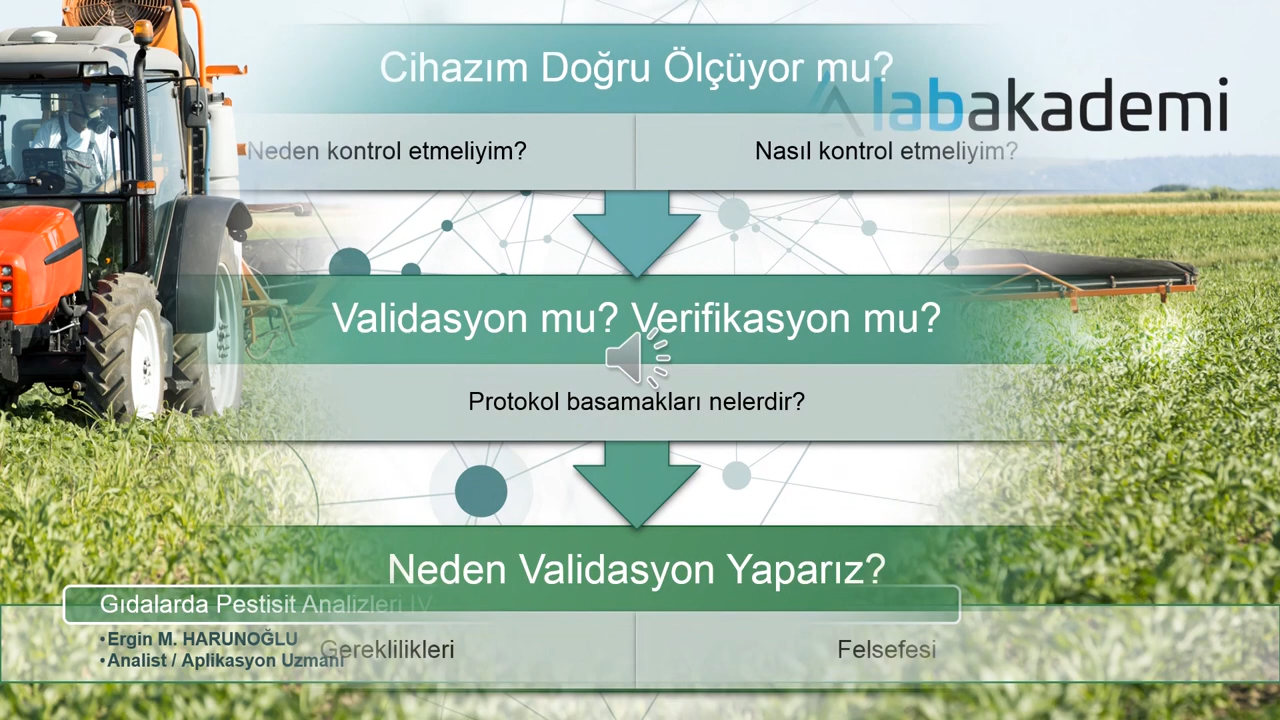 Cihazım Doğru Ölçüyor mu?
labakademi
Neden kontrol etmeliyim?
Nasıl kontrol etmeliyim?
Validasyon mu? Verifikasyon mu?
Protokol basamakları nelerdir?
Neden Validasyon Yaparız?
Gıdalarda Pestisit Analizleri IV
•Ergin M. HARUNOĞLU
•Analist / Aplikasyon Uzmanı
Gereklilikleri
Felsefesi